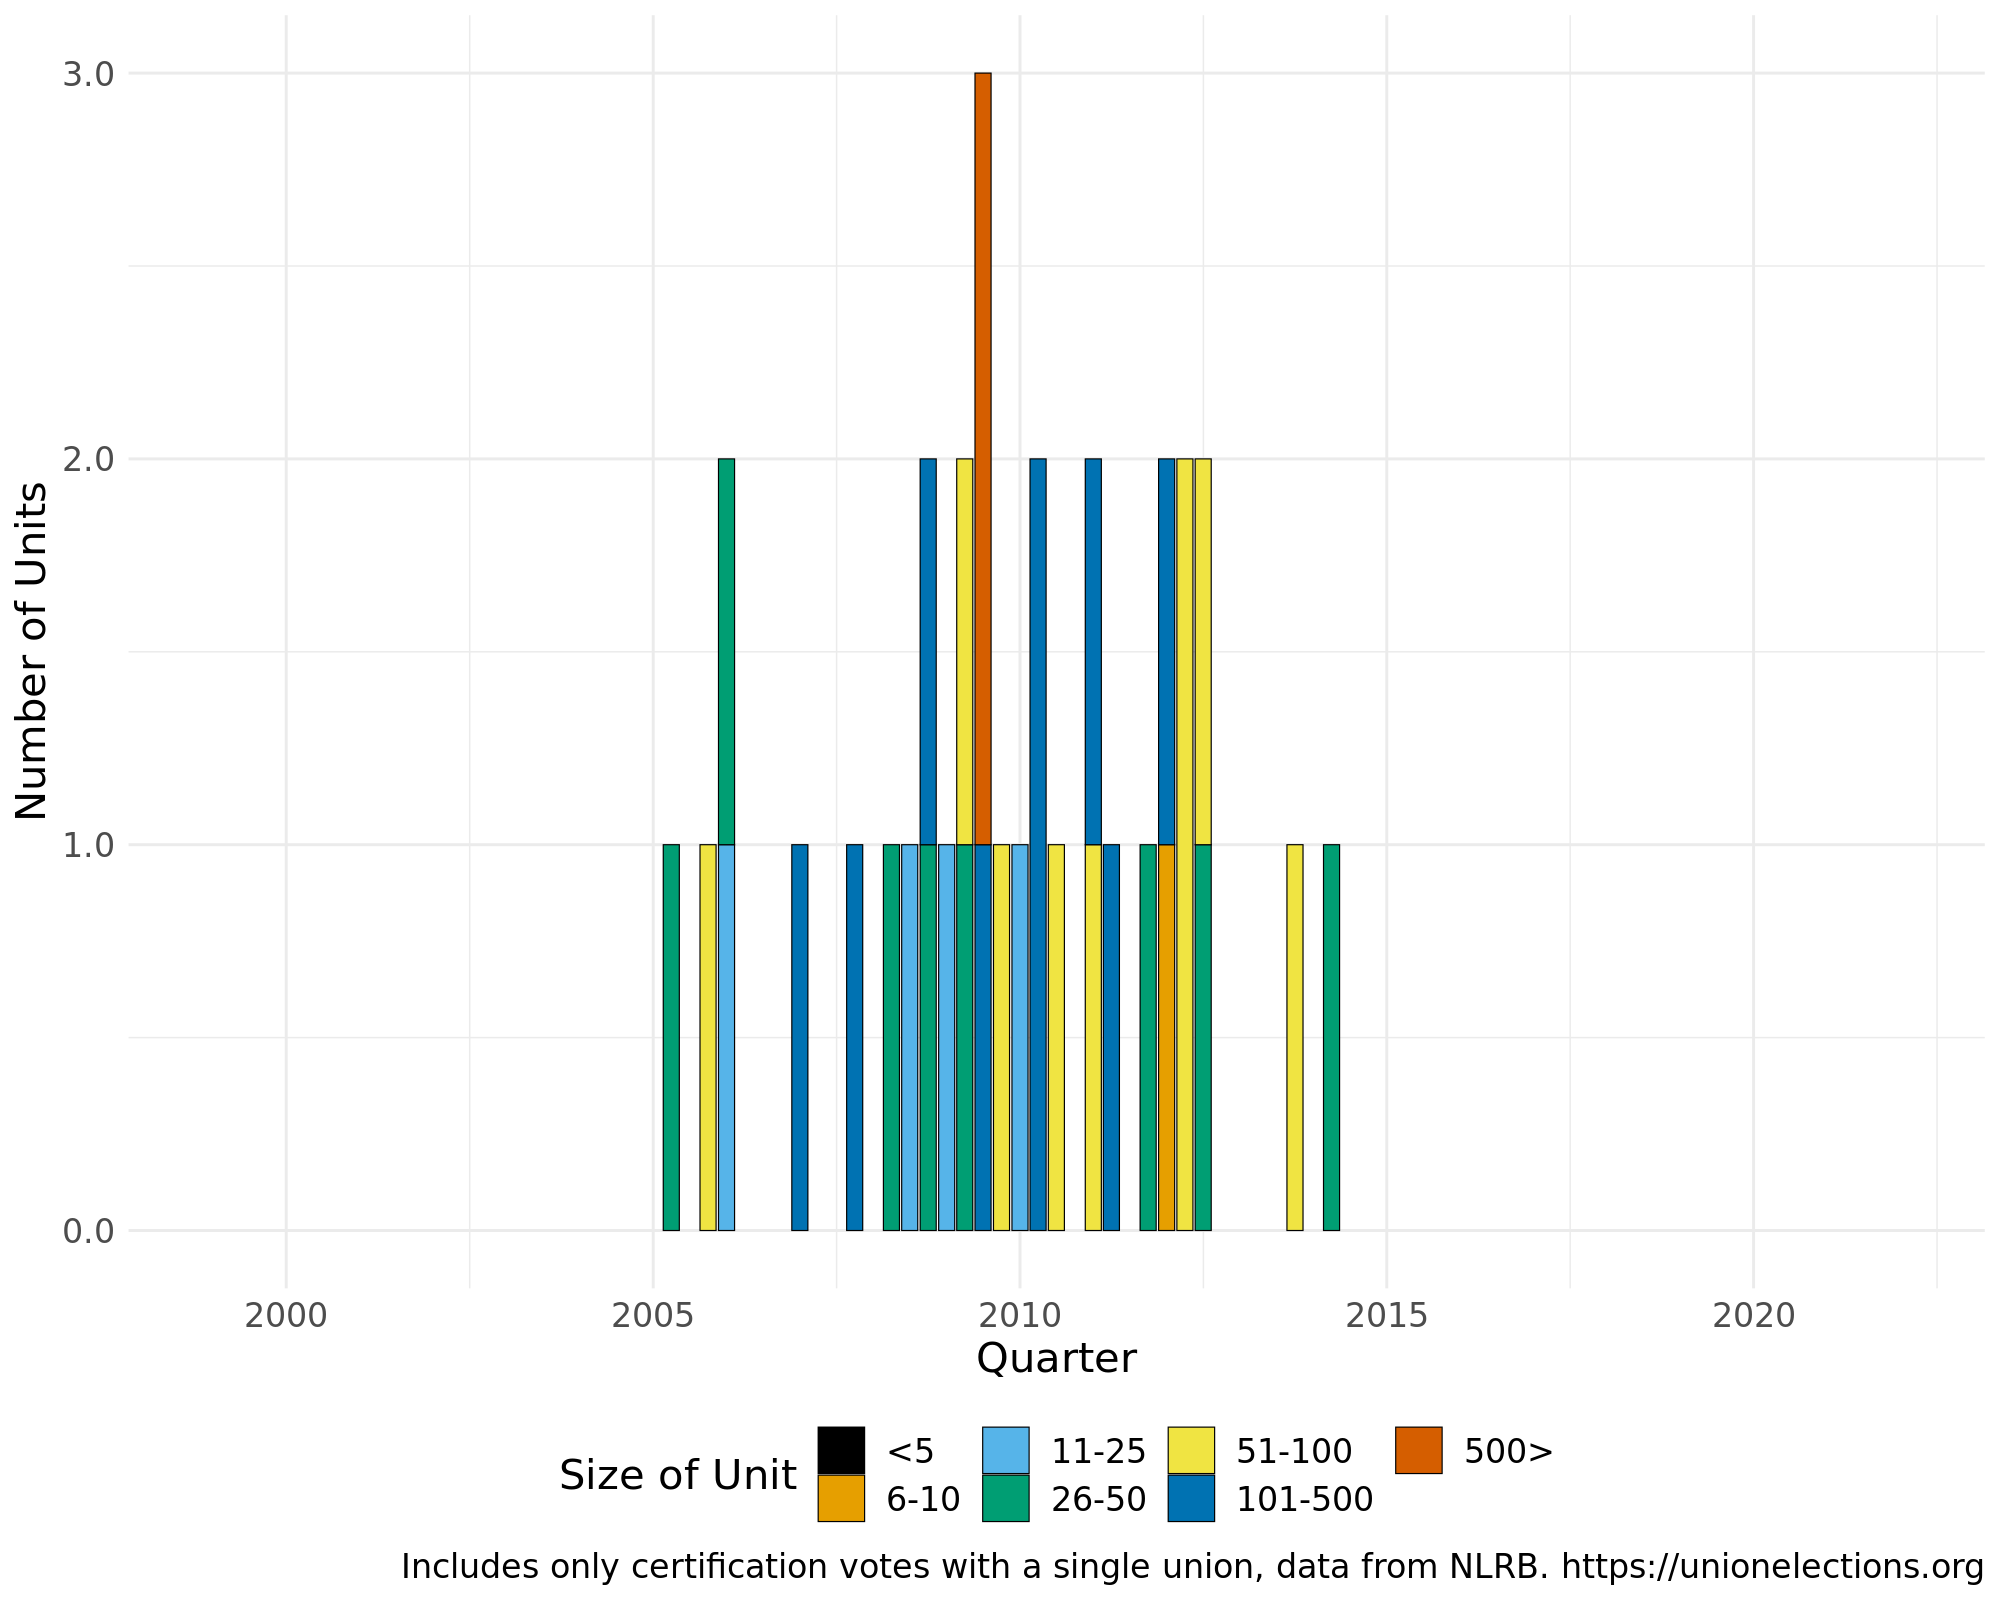 3.0
2.0
1.0
0.0
Number of Units
2000 2005 2010 2015 2020
Quarter
Size of Unit
<5 11-25 51-100 500>
6-10 26-50 101-500
Includes only certification votes with a single union, data from NLRB. https://unionelections.org